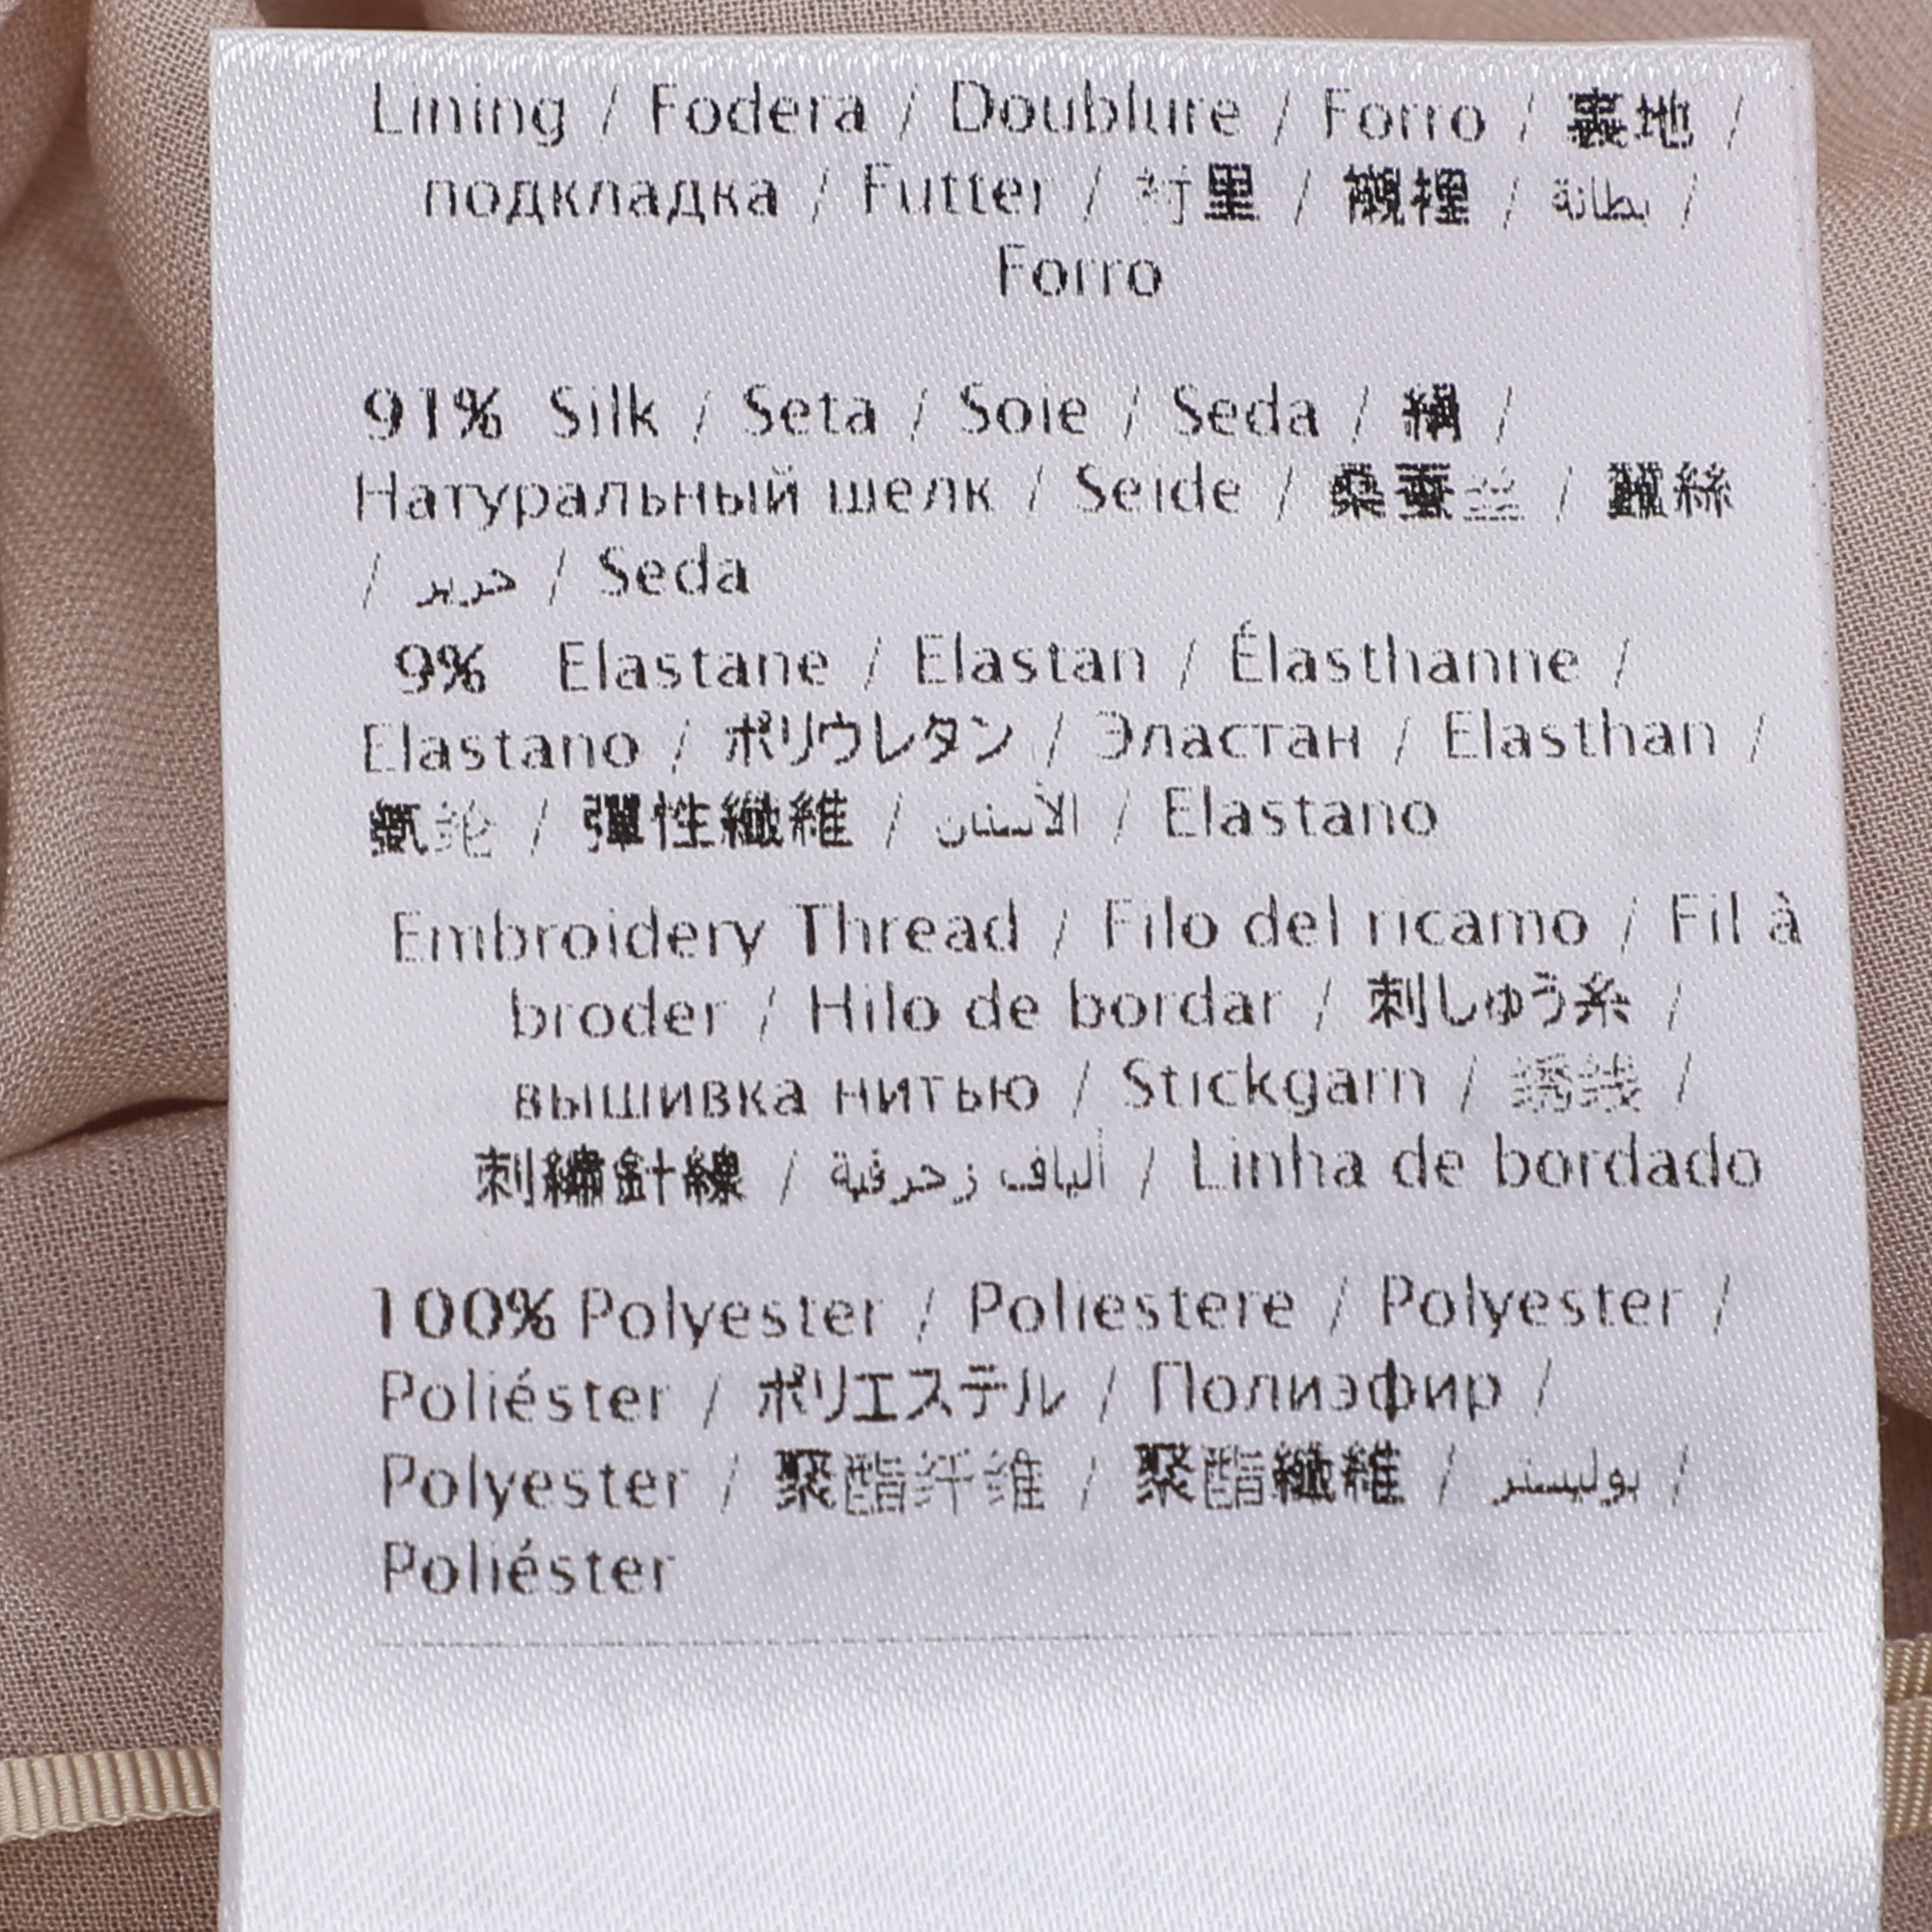 Lining / Fodera / Doublure / Forro / 裏地 /
подкладка / Futter / 衬里 / 襯裡 / بطانة /
Forro
91% Silk / Seta / Soie / Seda / 絹 /
Натуральный шелк / Seide / 桑蚕丝 / 蠶絲
/ حرير / Seda
9% Elastane / Elastan / Élasthanne /
Elastano / ポリウレタン / Эластан / Elasthan /
氨纶 / 彈性纖維 / الأستان / Elastano
Embroidery Thread / Filo del ricamo / Fil à
broder / Hilo de bordar / 刺しゅう糸 /
вышивка нитью / Stickgarn / 绣线 /
刺繡針線 / ألياف زخرفية / Linha de bordado
100% Polyester / Poliestere / Polyester /
Poliéster / ポリエステル / Полиэфир /
Polyester / 聚酯纤维 / 聚酯纖維 / بوليستر /
Poliéster